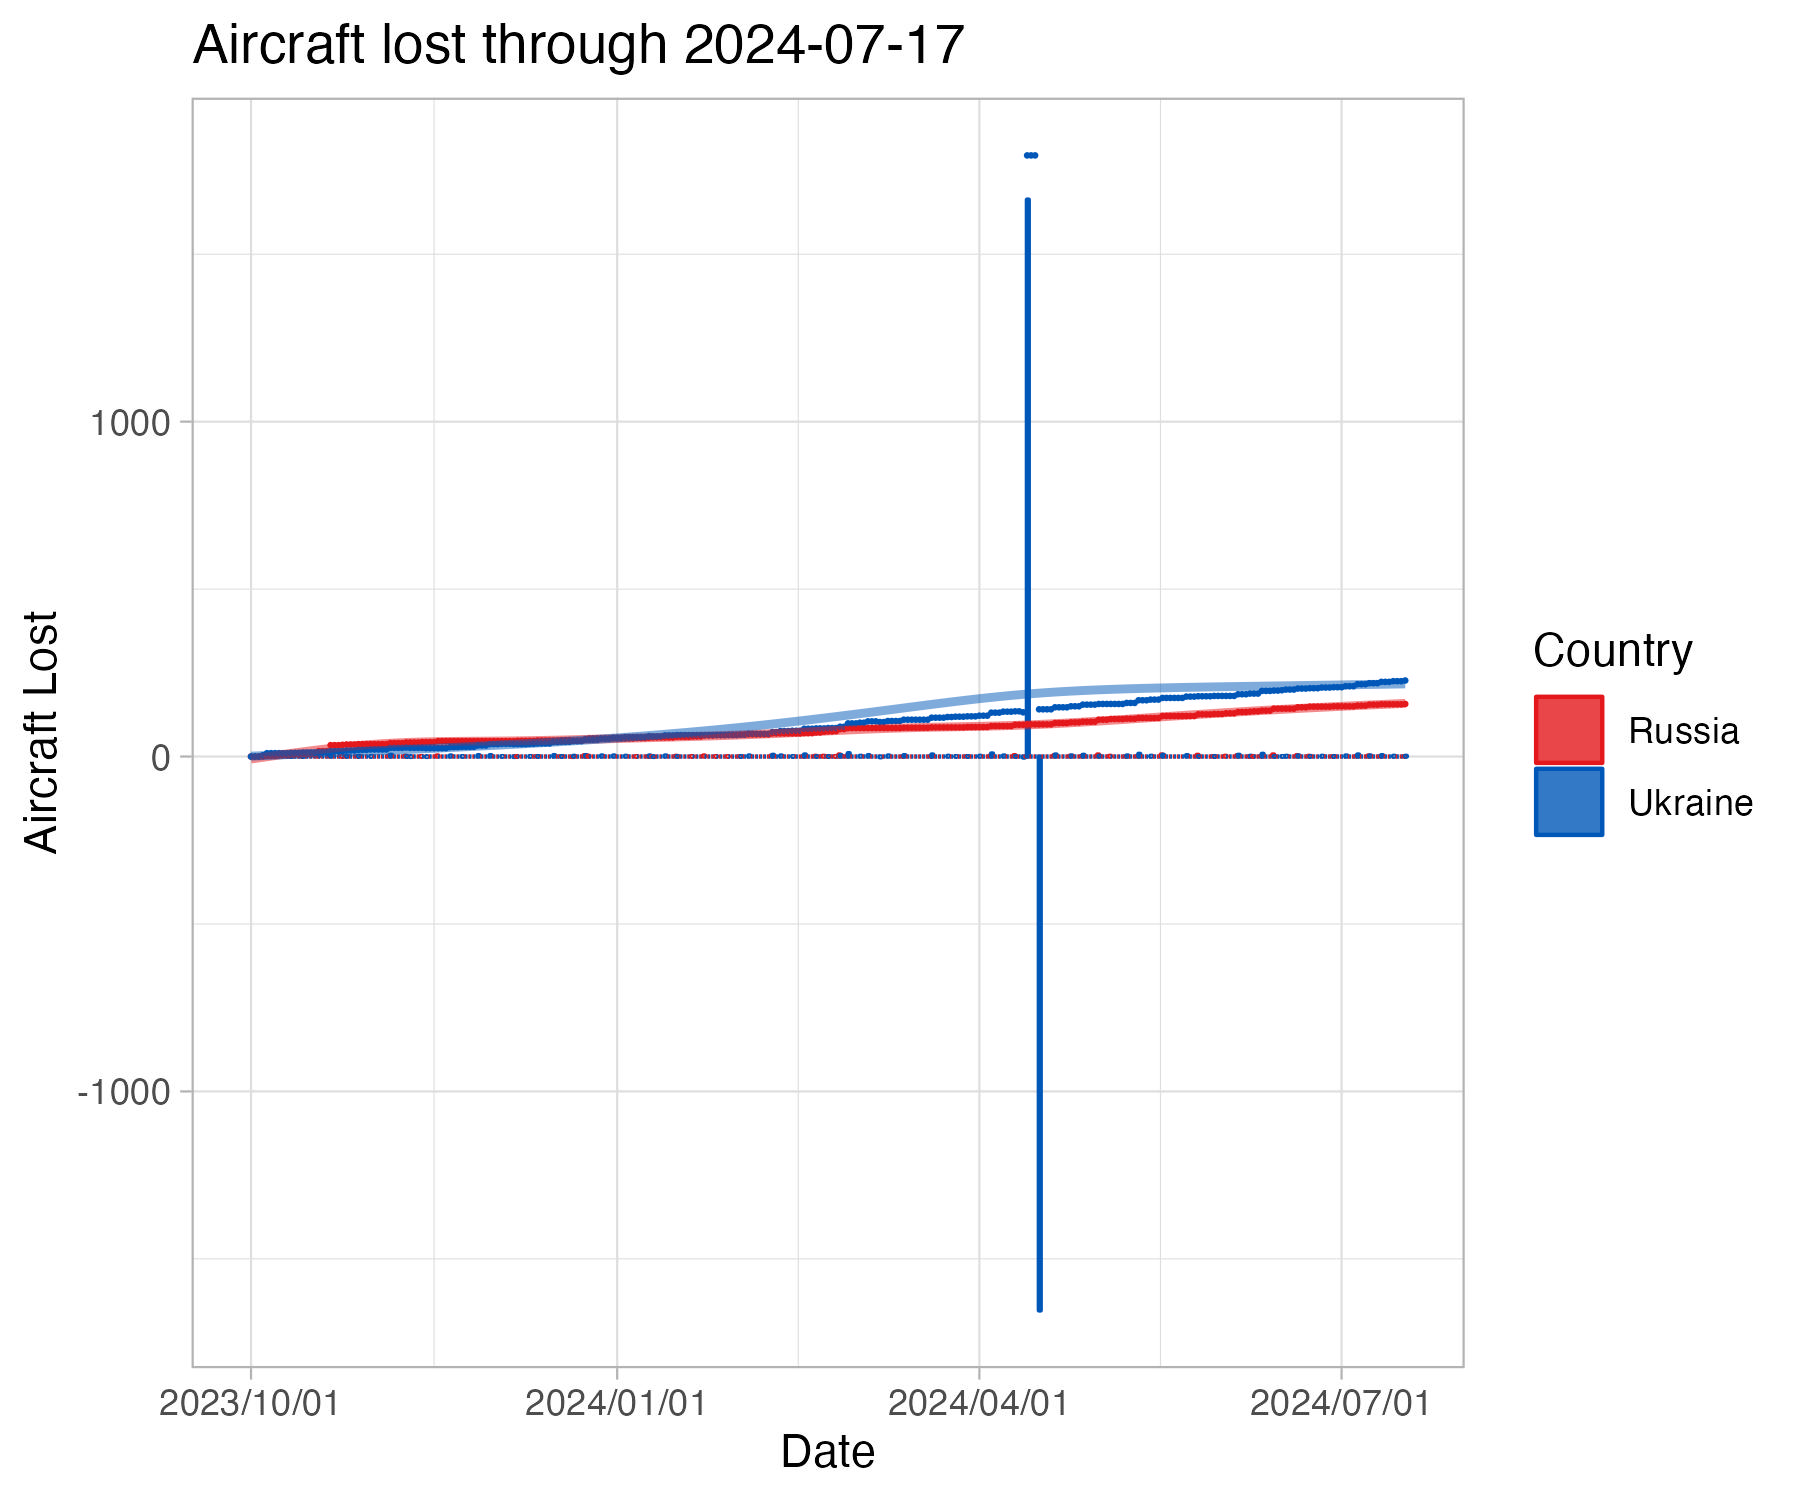 Aircraft lost through 2024-07-17
Aircraft Lost
1000
0
-1000
2023/10/01
2024/01/01
2024/04/01
2024/07/01
Date
Country
Russia
Ukraine